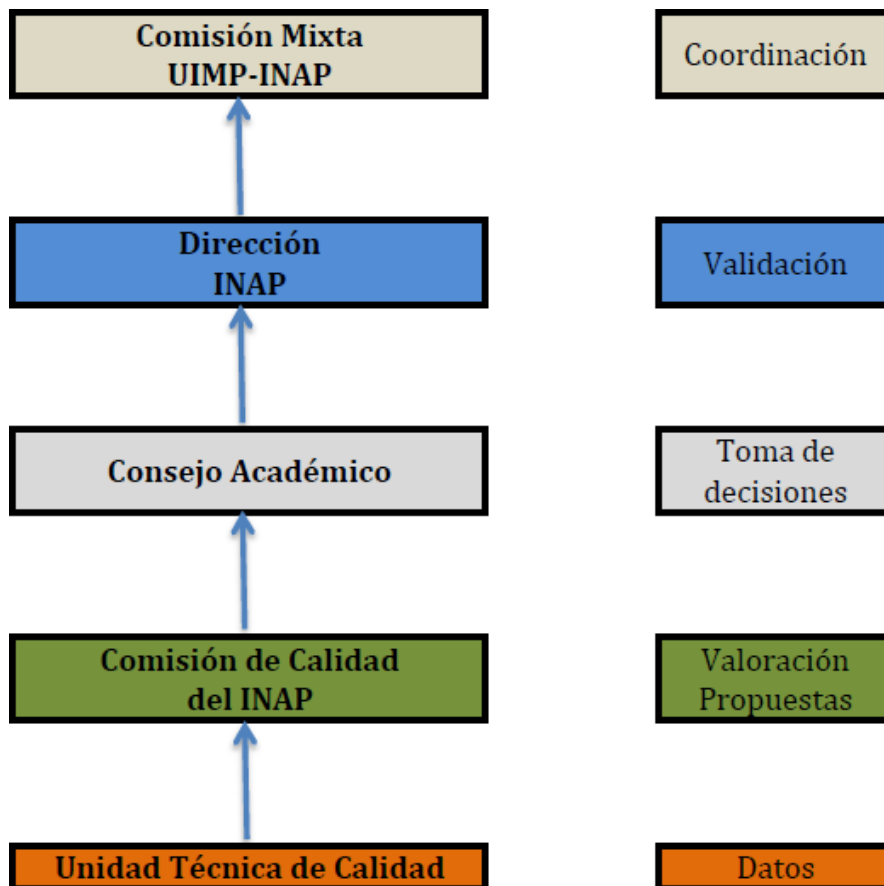 Comisión Mixta
UIMP-INAP
Coordinación
Dirección
INAP
Validación
Consejo Académico
Toma de
decisiones
Comisión de Calidad
del INAP
Valoración
Propuestas
Unidad Técnica de Calidad
Datos